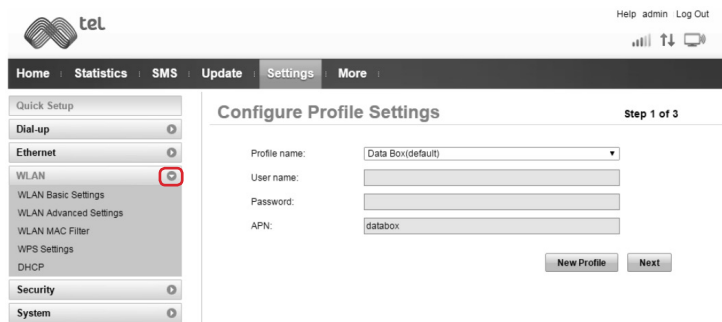 Help admin Log Out
tel
Home Statistics SMS Update Settings More
Quick Setup
Dial-up
Ethernet
WLAN
WLAN Basic Settings
WLAN Advanced Settings
WLAN MAC Filter
WPS Settings
DHCP
Security
System
Configure Profile Settings
Step 1 of 3
Profile name: Data Box(default)
User name:
Password:
APN: databox
New Profile Next